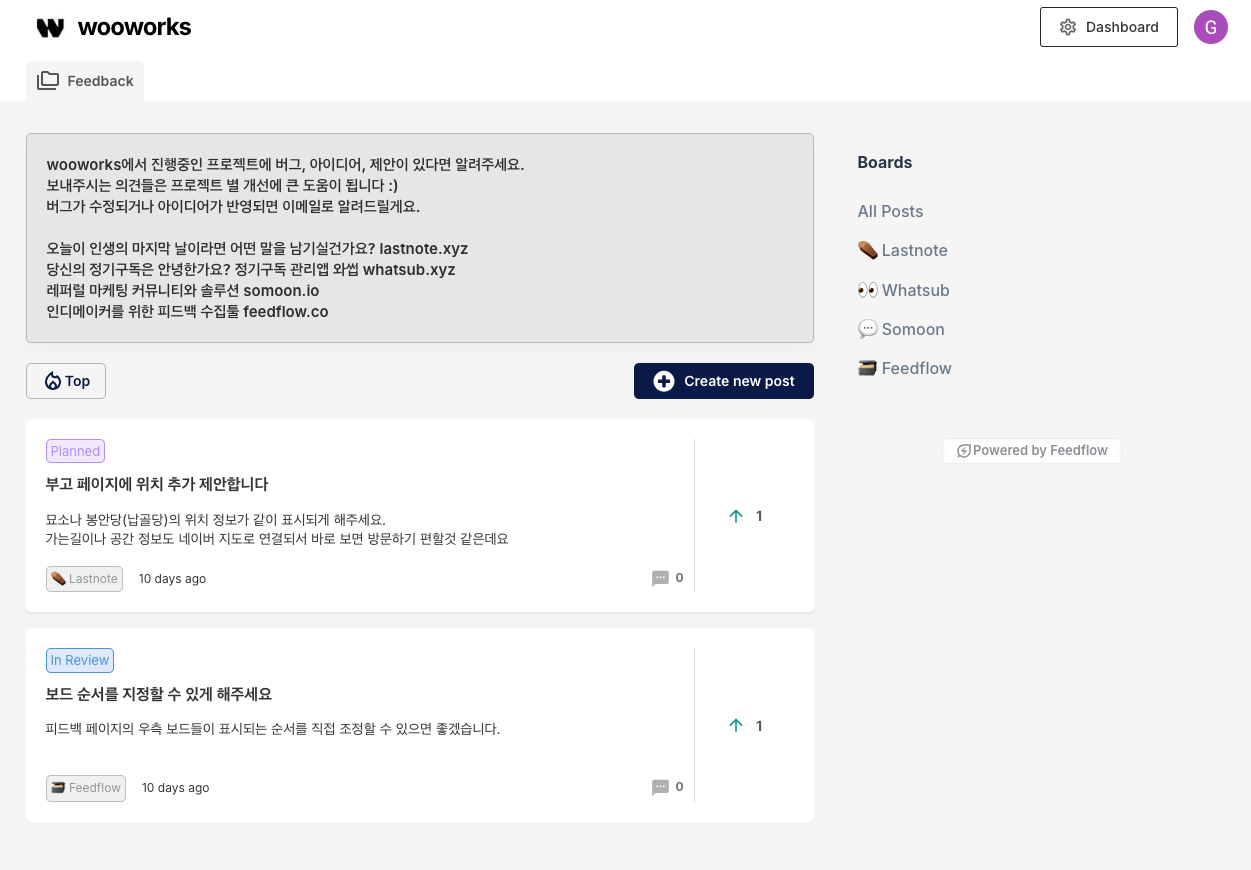 wooworks
Dashboard
G
Feedback
wooworks에서 진행중인 프로젝트에 버그, 아이디어, 제안이 있다면 알려주세요.
보내주시는 의견들은 프로젝트 별 개선에 큰 도움이 됩니다 :)
버그가 수정되거나 아이디어가 반영되면 이메일로 알려드릴게요.
오늘이 인생의 마지막 날이라면 어떤 말을 남기실건가요? lastnote.xyz
당신의 정기구독은 안녕한가요? 정기구독 관리앱 와썹 whatsub.xyz
레퍼럴 마케팅 커뮤니티와 솔루션 somoon.io
인디메이커를 위한 피드백 수집툴 feedflow.co
Top
Create new post
Planned
부고 페이지에 위치 추가 제안합니다
묘소나 봉안당(납골당)의 위치 정보가 같이 표시되게 해주세요.
가는길이나 공간 정보도 네이버 지도로 연결되서 바로 보면 방문하기 편할것 같은데요
Lastnote 10 days ago
0
1
In Review
보드 순서를 지정할 수 있게 해주세요
피드백 페이지의 우측 보드들이 표시되는 순서를 직접 조정할 수 있으면 좋겠습니다.
Feedflow 10 days ago
0
1
Boards
All Posts
Lastnote
Whatsub
Somoon
Feedflow
Powered by Feedflow